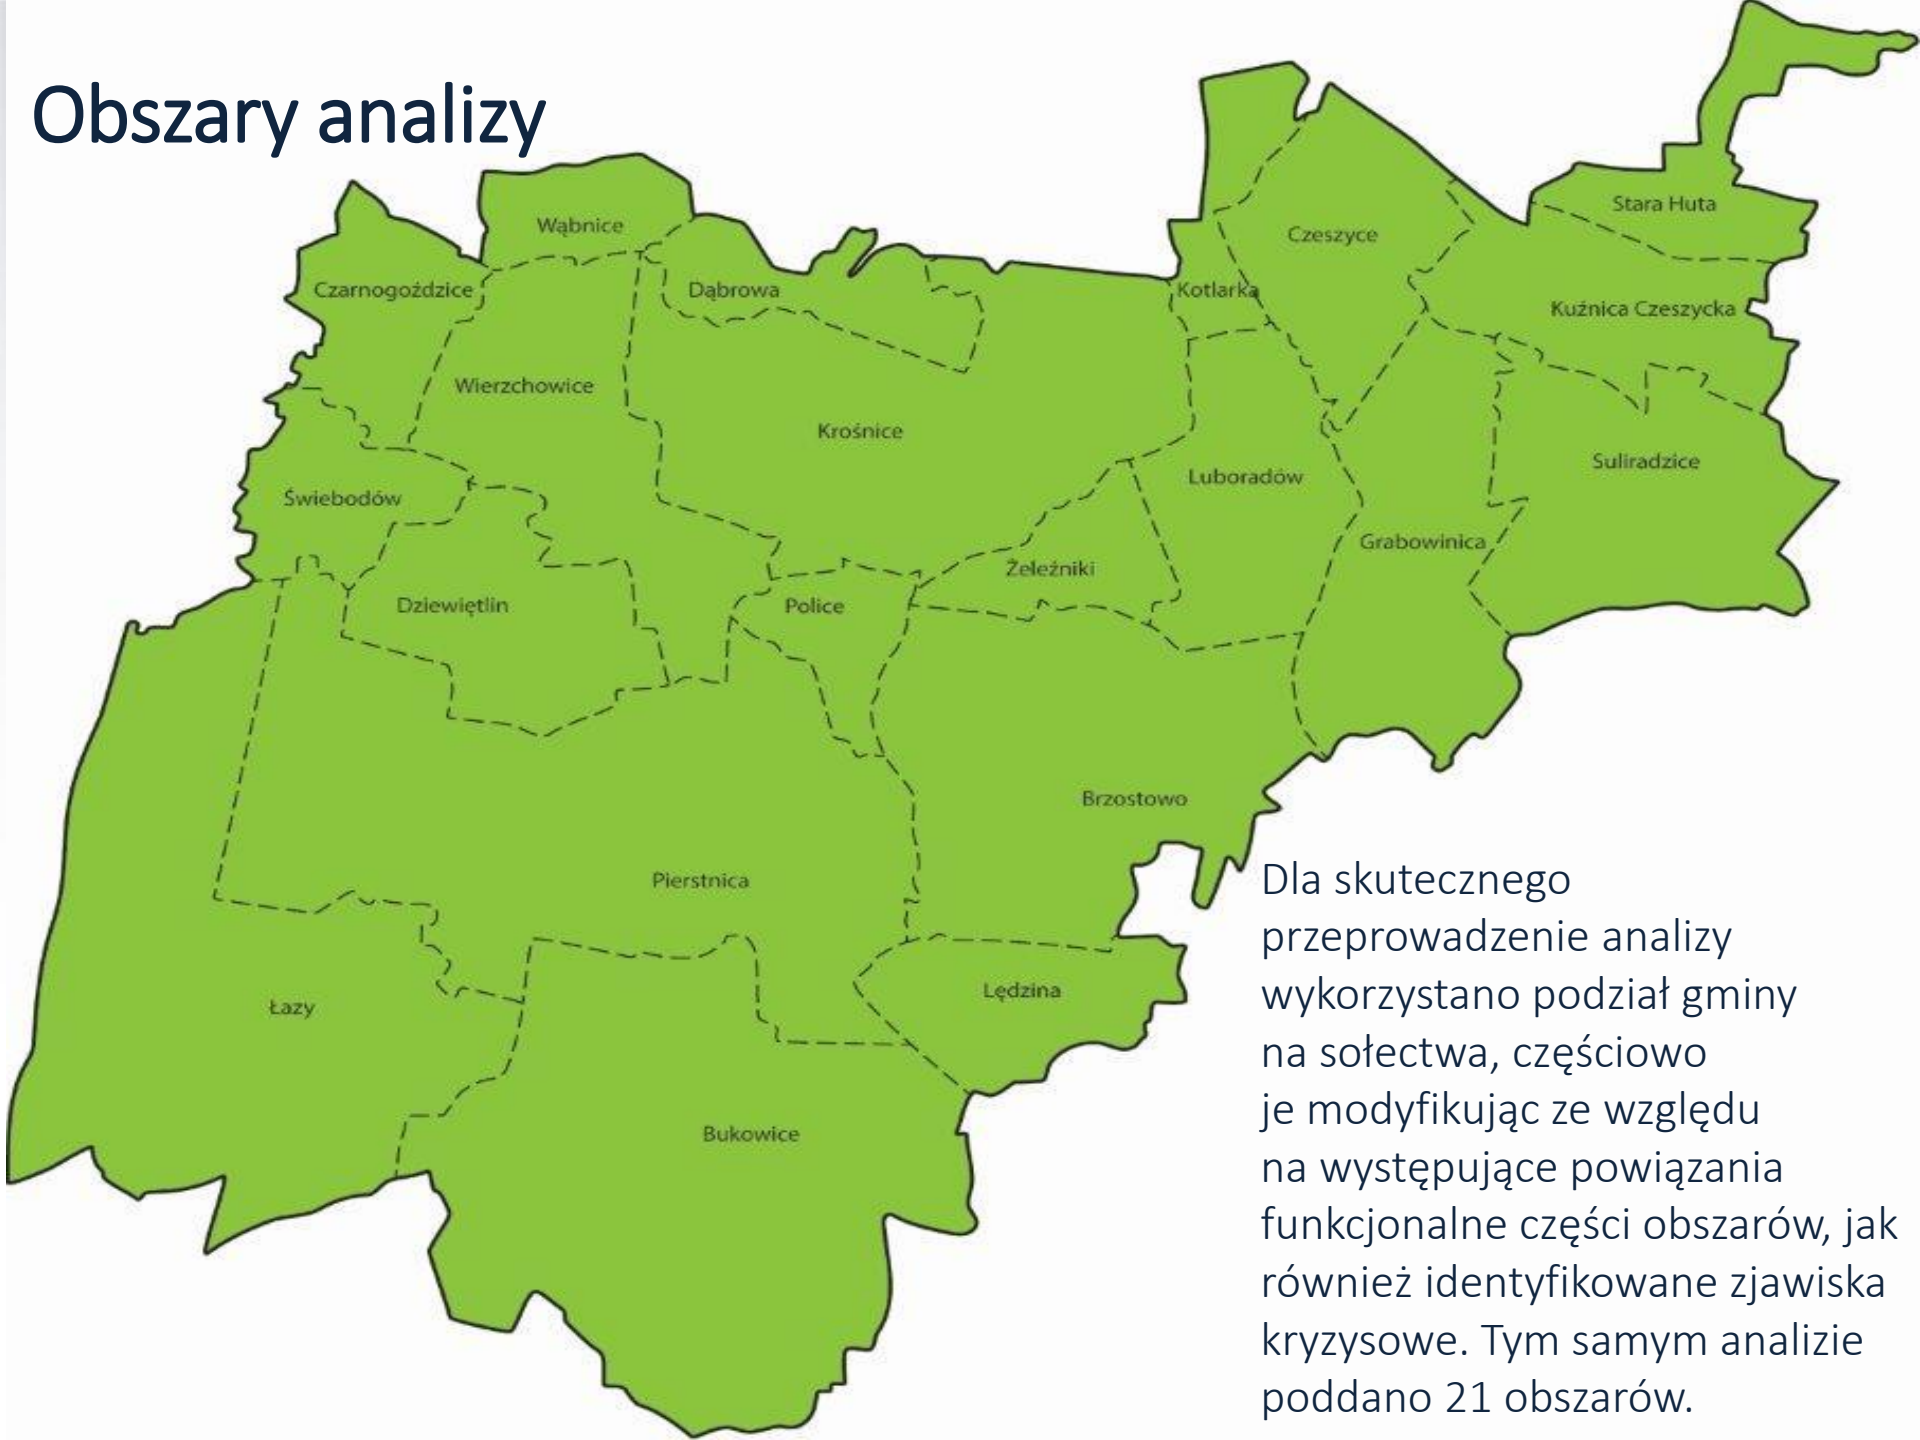 Obszary analizy
Stara Huta
Wąbnice
Czeszyce
Czarnogoździce
Dąbrowa
Kotlarka
Kuźnica Czeszycka
Wierzchowice
Krośnice
Suliradzice
Luboradów
Świebodów
Grabowinica
Żeleźniki
Dziewiętlin
Police
Brzostowo
Pierstnica
Lędzina
Łazy
Bukowice
Dla skutecznego
przeprowadzenie analizy
wykorzystano podział gminy
na sołectwa, częściowo
je modyfikując ze względu
na występujące powiązania
funkcjonalne części obszarów, jak
również identyfikowane zjawiska
kryzysowe. Tym samym analizie
poddano 21 obszarów.